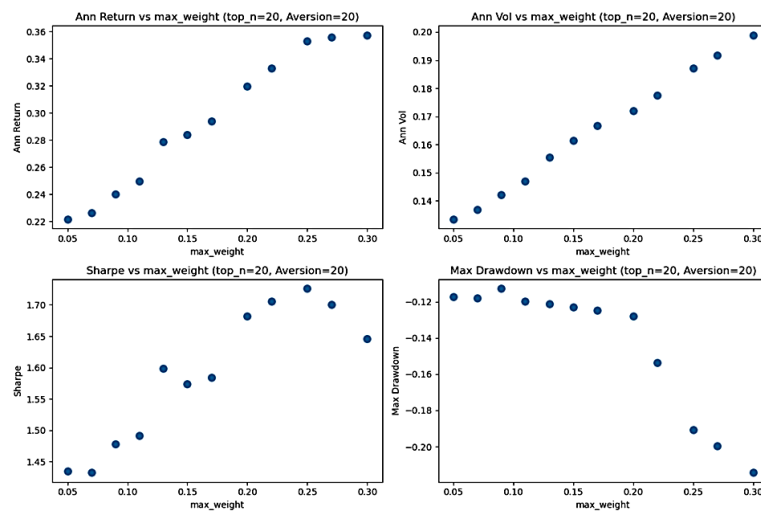 Ann Return vs max_weight (top_n=20, Aversion=20)
0.36
0.34
0.32
0.30
0.28
0.26
0.24
0.22
Ann Return
0.05 0.10 0.15 0.20 0.25 0.30
max_weight
Ann Vol vs max_weight (top_n=20, Aversion=20)
0.20
0.19
0.18
0.17
0.16
0.15
0.14
Ann Vol
0.05 0.10 0.15 0.20 0.25 0.30
max_weight
Sharpe vs max_weight (top_n=20, Aversion=20)
1.70
1.65
1.60
1.55
1.50
1.45
Sharpe
0.05 0.10 0.15 0.20 0.25 0.30
max_weight
Max Drawdown vs max_weight (top_n=20, Aversion=20)
−0.12
−0.14
−0.16
−0.18
−0.20
Max Drawdown
0.05 0.10 0.15 0.20 0.25 0.30
max_weight